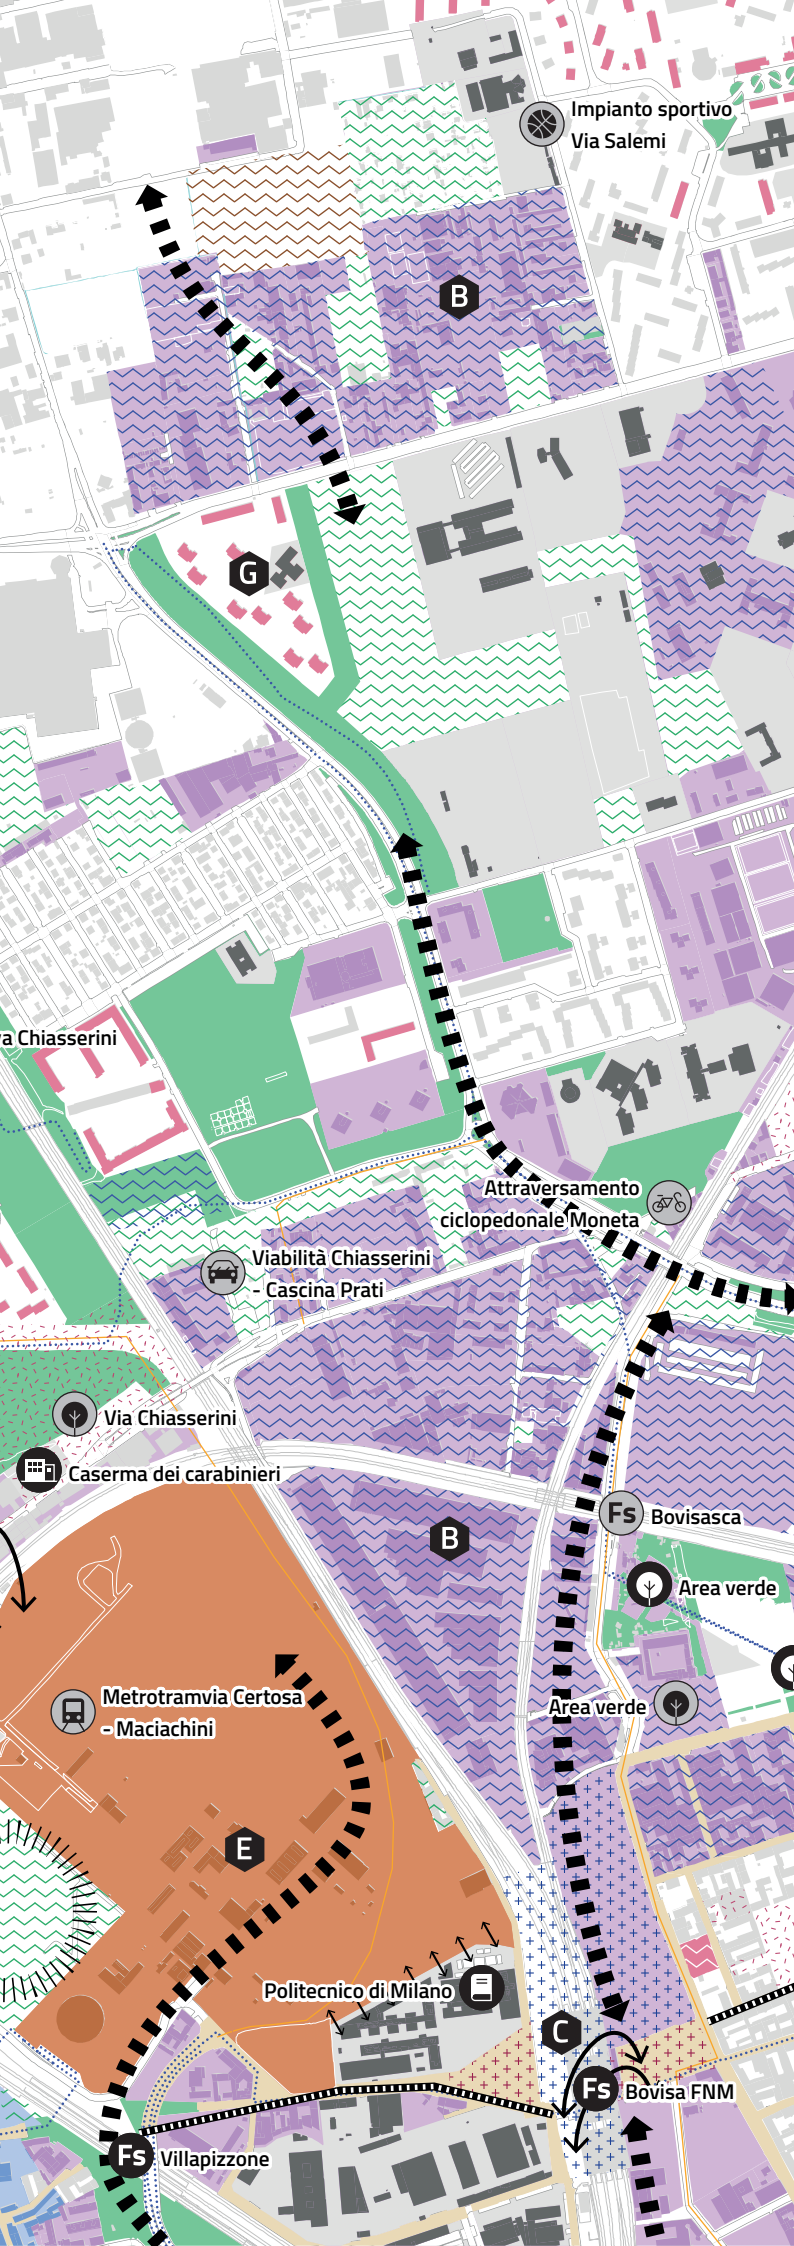 Impianto sportivo
Via Salemi
B
G
a Chiasserini
Attraversamento
ciclopedonale Moneta
Viabilità Chiasserini
- Cascina Prati
Via Chiasserini
Caserma dei carabinieri
B
Fs
Bovisasca
Area verde
Metrotramvia Certosa
- Maciachini
Area verde
E
Politecnico di Milano
C
Fs
Bovisa FNM
Fs
Villapizzone